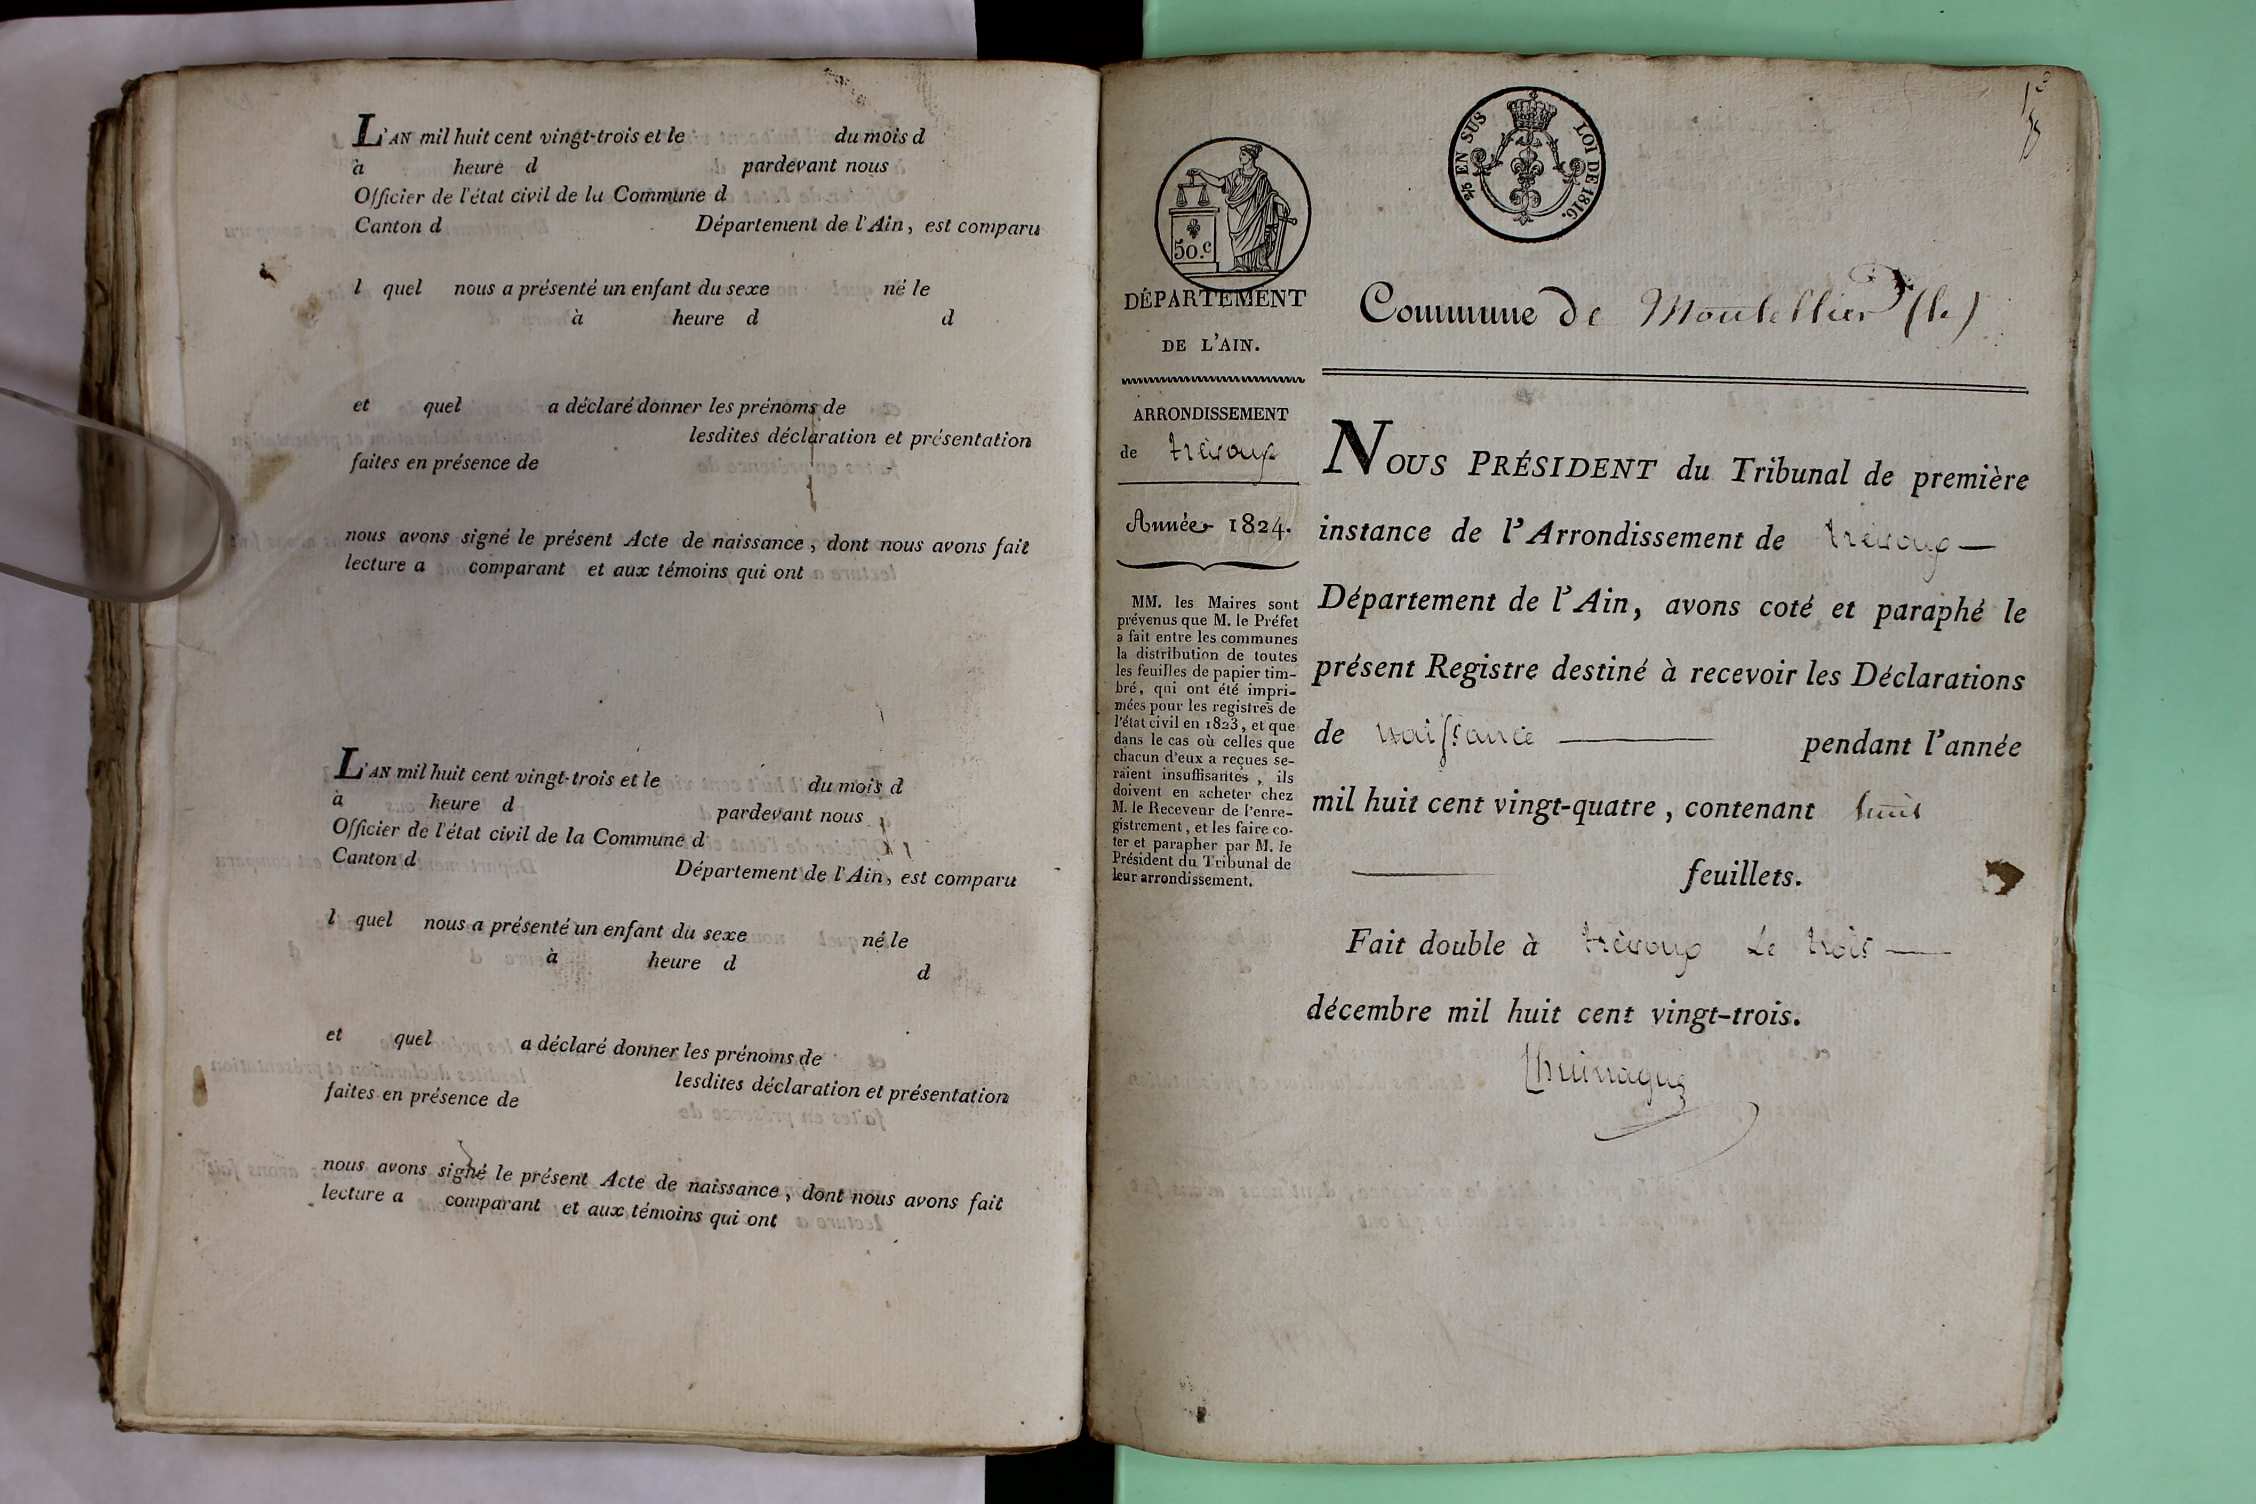 L'AN mil huit cent vingt-trois et le du mois d
à heure d pardevant nous
Officier de l'état civil de la Commune d
Canton d Département de l'Ain, est comparu
l quel nous a présenté un enfant du sexe né le
à heure d d
et quel a déclaré donner les prénoms de
lesdites déclaration et présentation
faites en présence de
nous avons signé le présent Acte de naissance, dont nous avons fait
lecture a comparant et aux témoins qui ont
L'AN mil huit cent vingt-trois et le du mois d
à heure d pardevant nous
Officier de l'état civil de la Commune d
Canton d Département de l'Ain, est comparu
l quel nous a présenté un enfant du sexe né le
à heure d d
et quel a déclaré donner les prénoms de
lesdites déclaration et présentation
faites en présence de
nous avons signé le présent Acte de naissance, dont nous avons fait
lecture a comparant et aux témoins qui ont
EN SUS LOI DE 1816.
50.c
DÉPARTEMENT
DE L'AIN.
ARRONDISSEMENT
de trévoux
Année 1824.
MM. les Maires sont
prévenus que M. le Préfet
a fait entre les communes
la distribution de toutes
les feuilles de papier tim-
bré, qui ont été impri-
mées pour les registres de
l'état civil en 1823, et que
dans le cas où celles que
chacun d'eux a reçues se-
raient insuffisantes, ils
doivent en acheter chez
M. le Receveur de l'enre-
gistrement, et les faire co-
ter et parapher par M. le
Président du Tribunal de
leur arrondissement.
Commune de Montellier (le)
NOUS PRÉSIDENT du Tribunal de première
instance de l'Arrondissement de trévoux —
Département de l'Ain, avons coté et paraphé le
présent Registre destiné à recevoir les Déclarations
de naissance — pendant l'année
mil huit cent vingt-quatre, contenant huit
— feuillets.
Fait double à trévoux Le trois —
décembre mil huit cent vingt-trois.